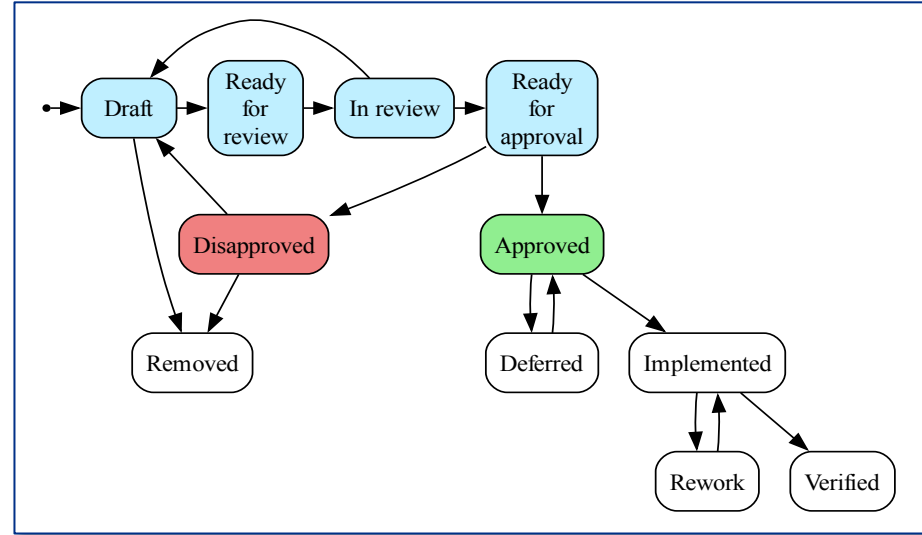 Draft
Ready
for
review
In review
Ready
for
approval
Disapproved
Approved
Removed
Deferred
Implemented
Rework
Verified